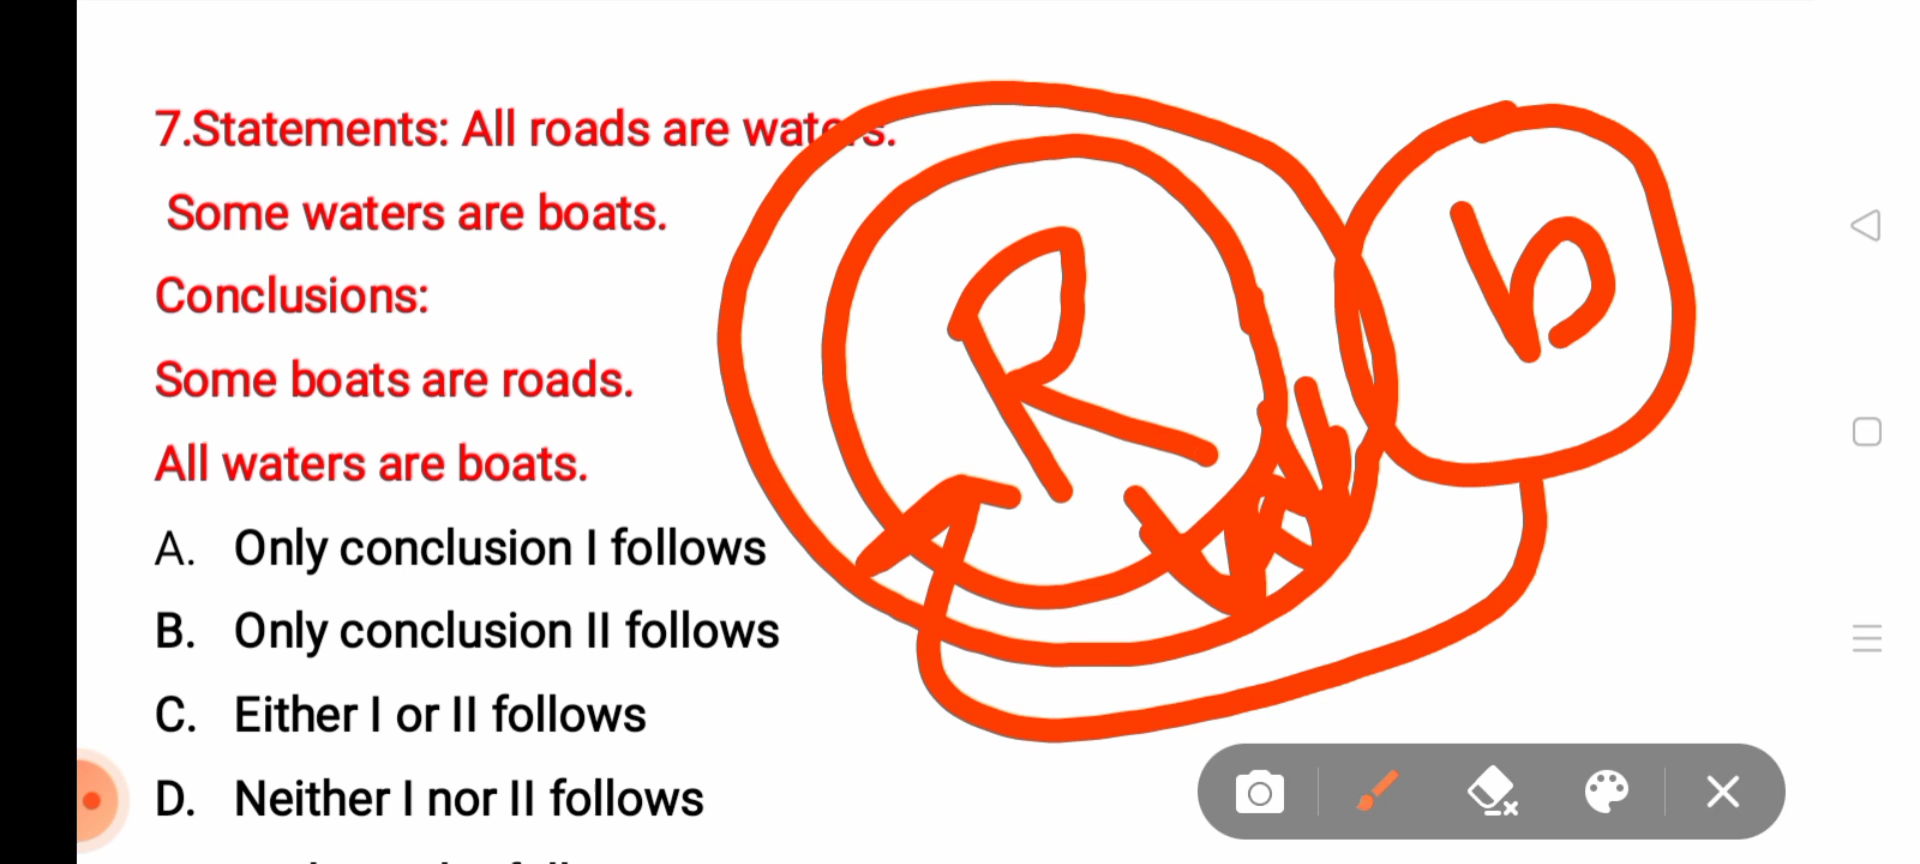 7.Statements: All roads are waters.
Some waters are boats.
Conclusions:
Some boats are roads.
All waters are boats.
A. Only conclusion I follows
B. Only conclusion II follows
C. Either I or II follows
D. Neither I nor II follows
R
b